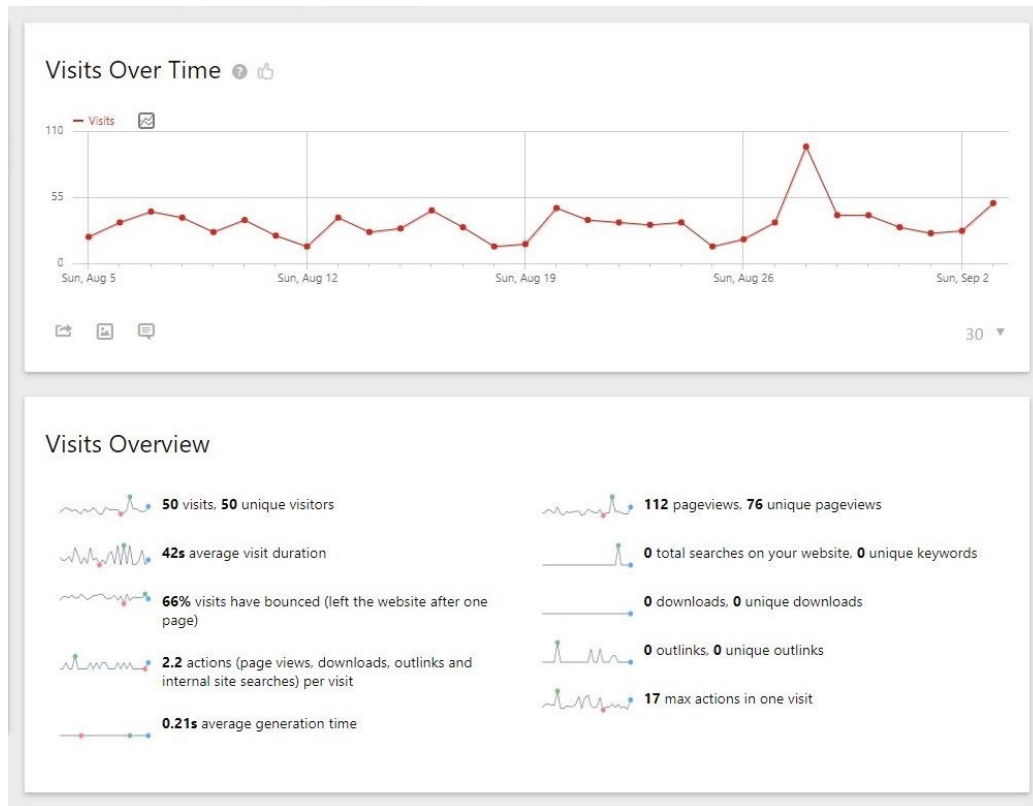 Visits Over Time
Visits
110
55
0
Sun, Aug 5
Sun, Aug 12
Sun, Aug 19
Sun, Aug 26
Sun, Sep 2
30
Visits Overview
50 visits, 50 unique visitors
42s average visit duration
66% visits have bounced (left the website after one
page)
2.2 actions (page views, downloads, outlinks and
internal site searches) per visit
0.21s average generation time
112 pageviews, 76 unique pageviews
0 total searches on your website, 0 unique keywords
0 downloads, 0 unique downloads
0 outlinks, 0 unique outlinks
17 max actions in one visit